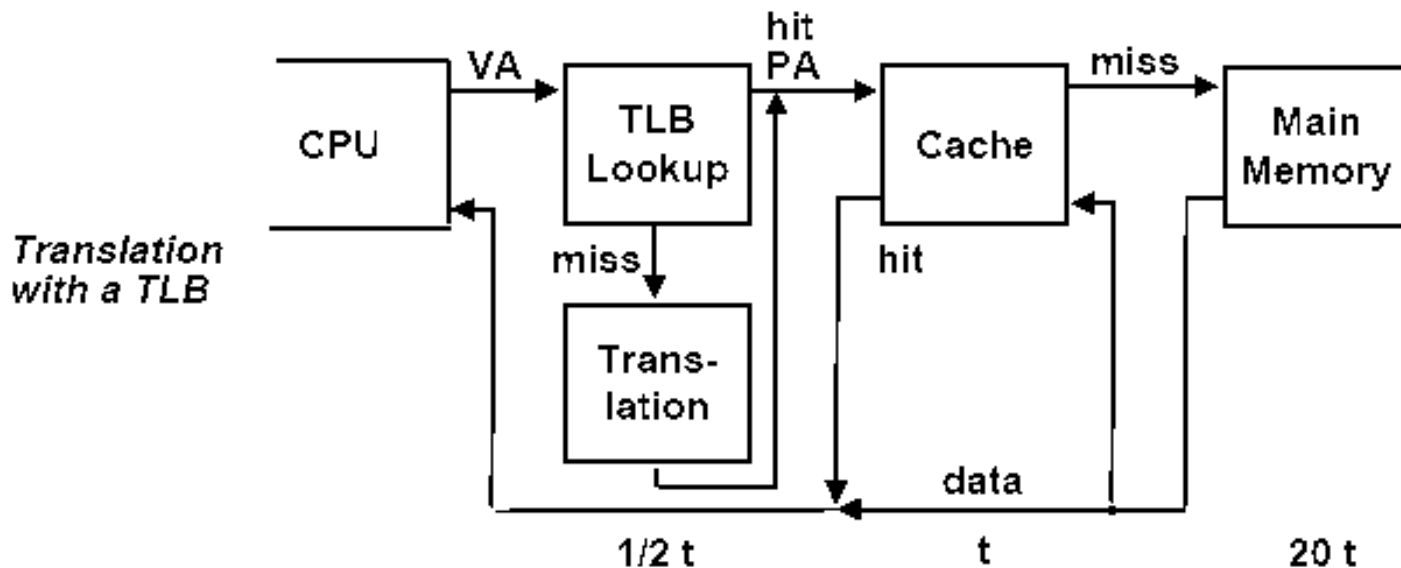 CPU
VA
TLB
Lookup
hit
PA
Cache
miss
Main
Memory
Translation
with a TLB
miss
hit
Trans-
lation
data
1/2 t
t
20 t